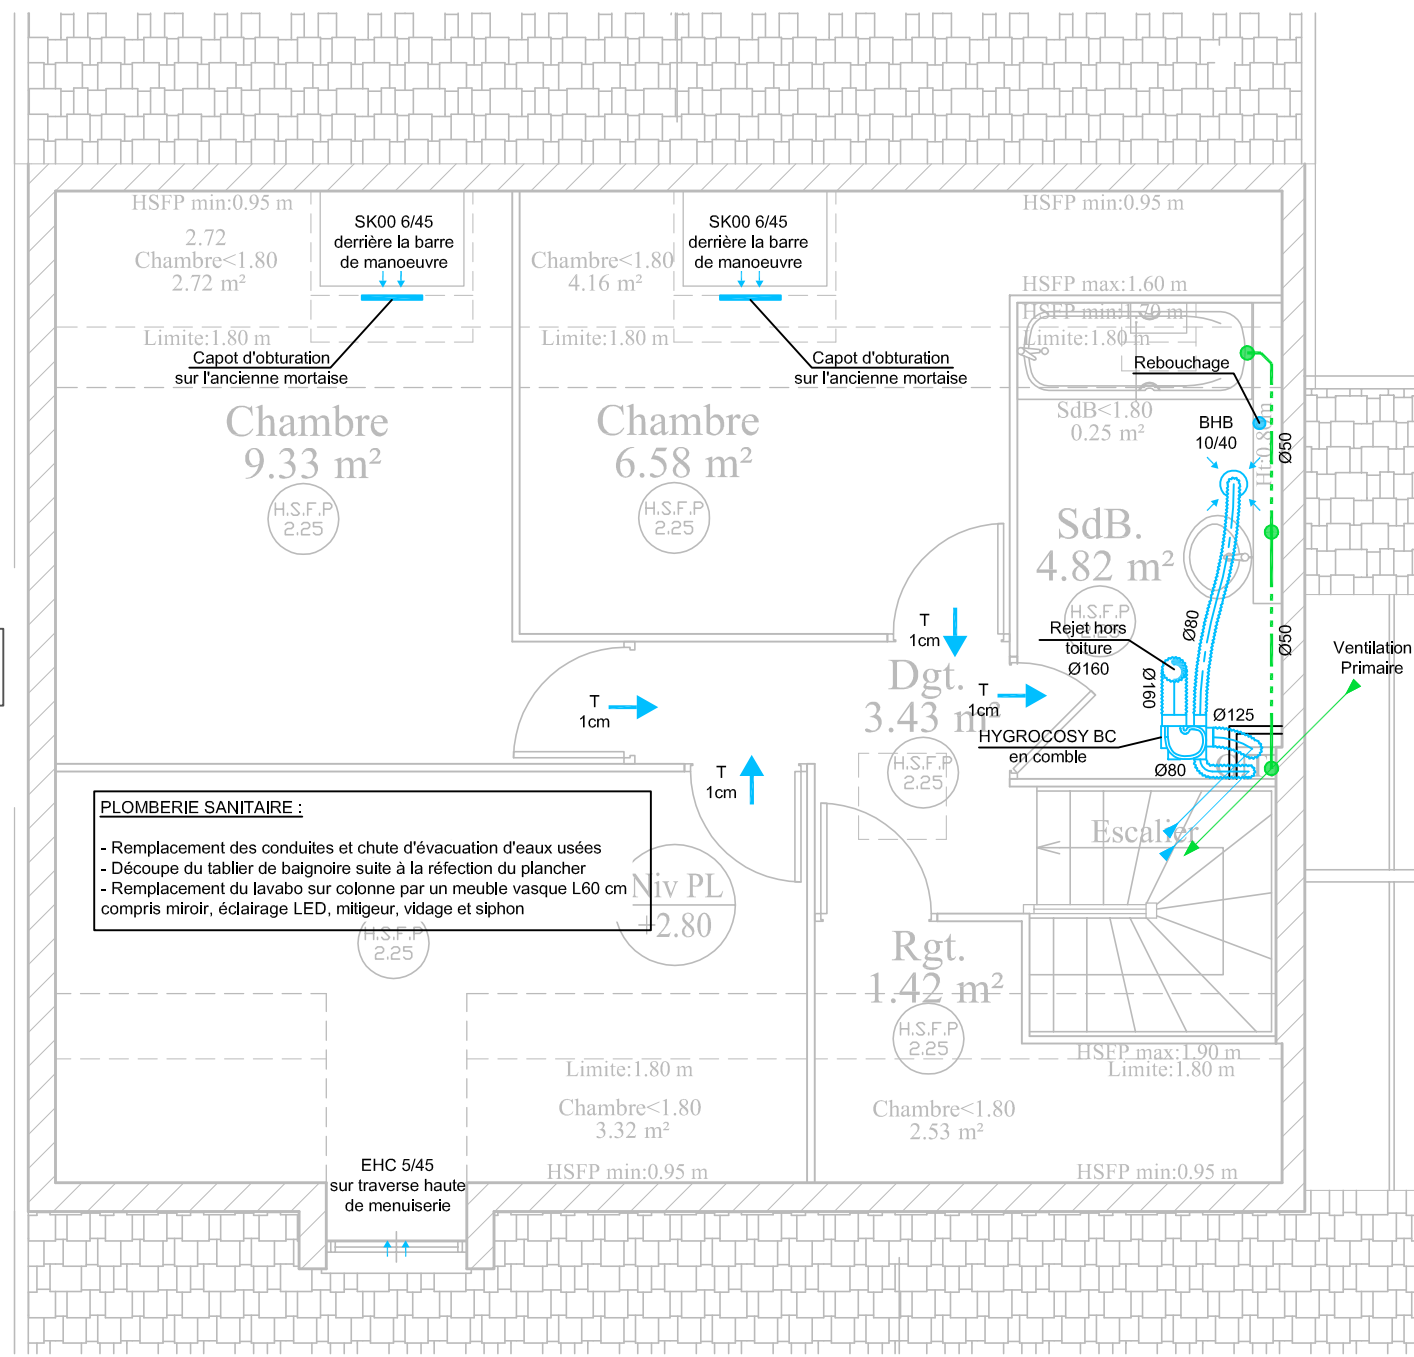 HSFP min:0.95 m
2.72
Chambre<1.80
2.72 m²
SK00 6/45
derrière la barre
de manoeuvre
Limite:1.80 m
Capot d'obturation
sur l'ancienne mortaise
Chambre
9.33 m²
H.S.F.P
2.25
Chambre<1.80
4.16 m²
SK00 6/45
derrière la barre
de manoeuvre
Limite:1.80 m
Capot d'obturation
sur l'ancienne mortaise
Chambre
6.58 m²
H.S.F.P
2.25
HSFP min:0.95 m
HSFP max:1.60 m
HSFP min:1.70 m
Limite:1.80 m
Rebouchage
SdB<1.80
0.25 m²
BHB
10/40
Ht:0.80m
Ø50
SdB.
4.82 m²
H.S.F.P
Rejet hors
toiture
Ø160
Ø80
Ø160
Ø50
Ø125
Ventilation
Primaire
HYGROCOSY BC
en comble
Ø80
T
1cm
T
1cm
T
1cm
T
1cm
Dgt.
3.43 m²
H.S.F.P
2.25
Escalier
PLOMBERIE SANITAIRE :
- Remplacement des conduites et chute d'évacuation d'eaux usées
- Découpe du tablier de baignoire suite à la réfection du plancher
- Remplacement du lavabo sur colonne par un meuble vasque L60 cm
compris miroir, éclairage LED, mitigeur, vidage et siphon
Niv PL
+2.80
H.S.F.P
2.25
Rgt.
1.42 m²
H.S.F.P
2.25
HSFP max:1.90 m
Limite:1.80 m
Limite:1.80 m
Chambre<1.80
3.32 m²
HSFP min:0.95 m
Chambre<1.80
2.53 m²
HSFP min:0.95 m
EHC 5/45
sur traverse haute
de menuiserie